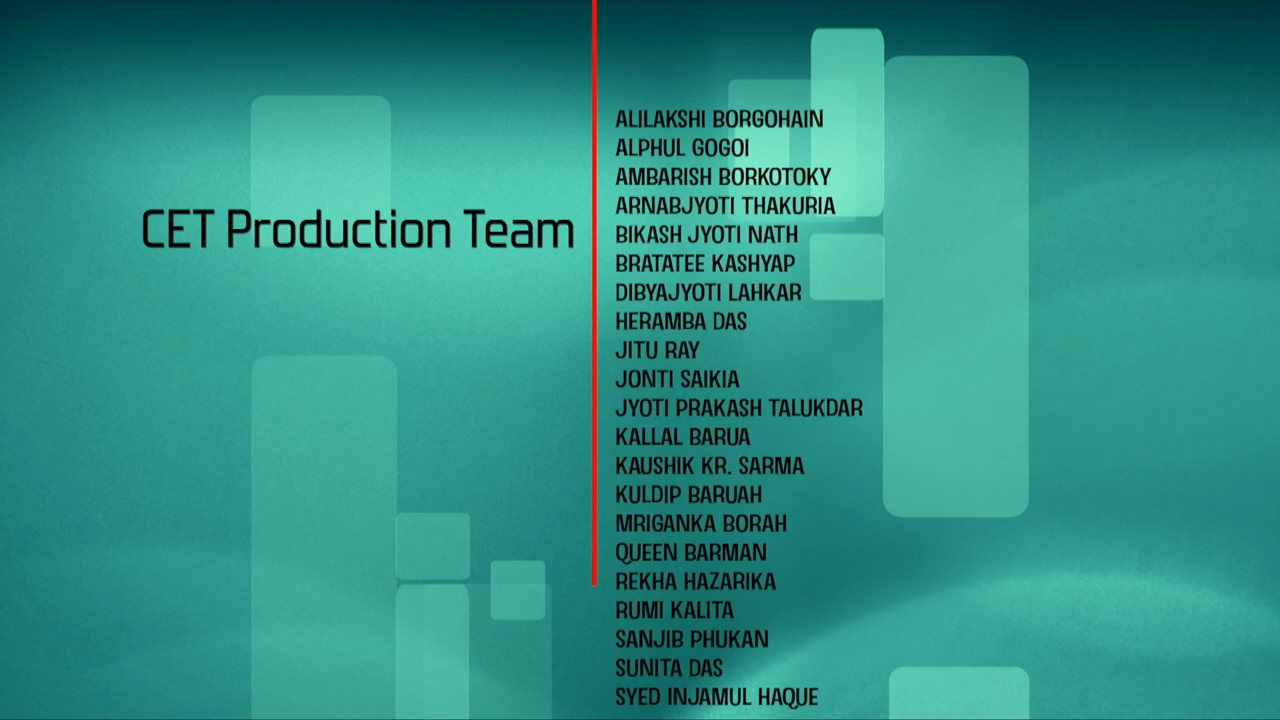 CET Production Team
ALILAKSHI BORGOHAIN
ALPHUL GOGOI
AMBARISH BORKOTOKY
ARNABJYOTI THAKURIA
BIKASH JYOTI NATH
BRATATEE KASHYAP
DIBYAJYOTI LAHKAR
HERAMBA DAS
JITU RAY
JONTI SAIKIA
JYOTI PRAKASH TALUKDAR
KALLAL BARUA
KAUSHIK KR. SARMA
KULDIP BARUAH
MRIGANKA BORAH
QUEEN BARMAN
REKHA HAZARIKA
RUMI KALITA
SANJIB PHUKAN
SUNITA DAS
SYED INJAMUL HAQUE